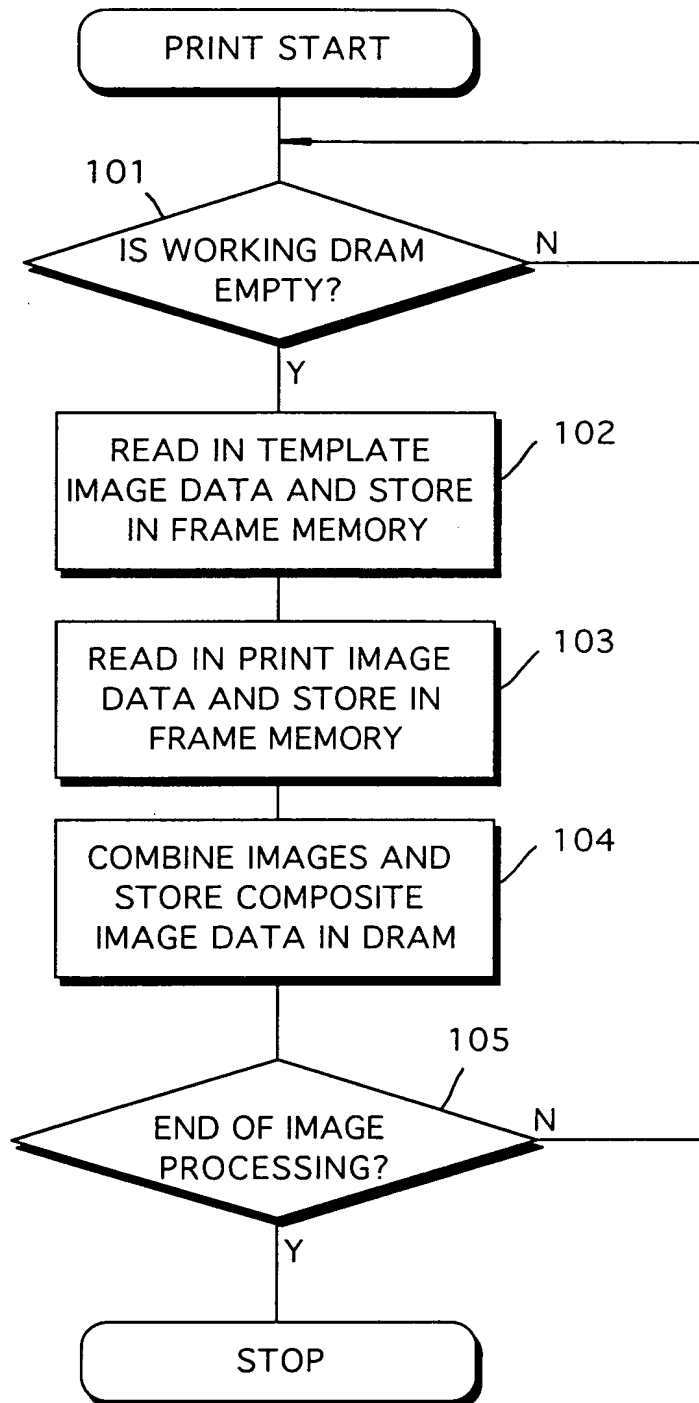 PRINT START
101
IS WORKING DRAM
EMPTY?
N
Y
READ IN TEMPLATE
IMAGE DATA AND STORE
IN FRAME MEMORY
102
READ IN PRINT IMAGE
DATA AND STORE IN
FRAME MEMORY
103
COMBINE IMAGES AND
STORE COMPOSITE
IMAGE DATA IN DRAM
104
105
END OF IMAGE
PROCESSING?
N
Y
STOP